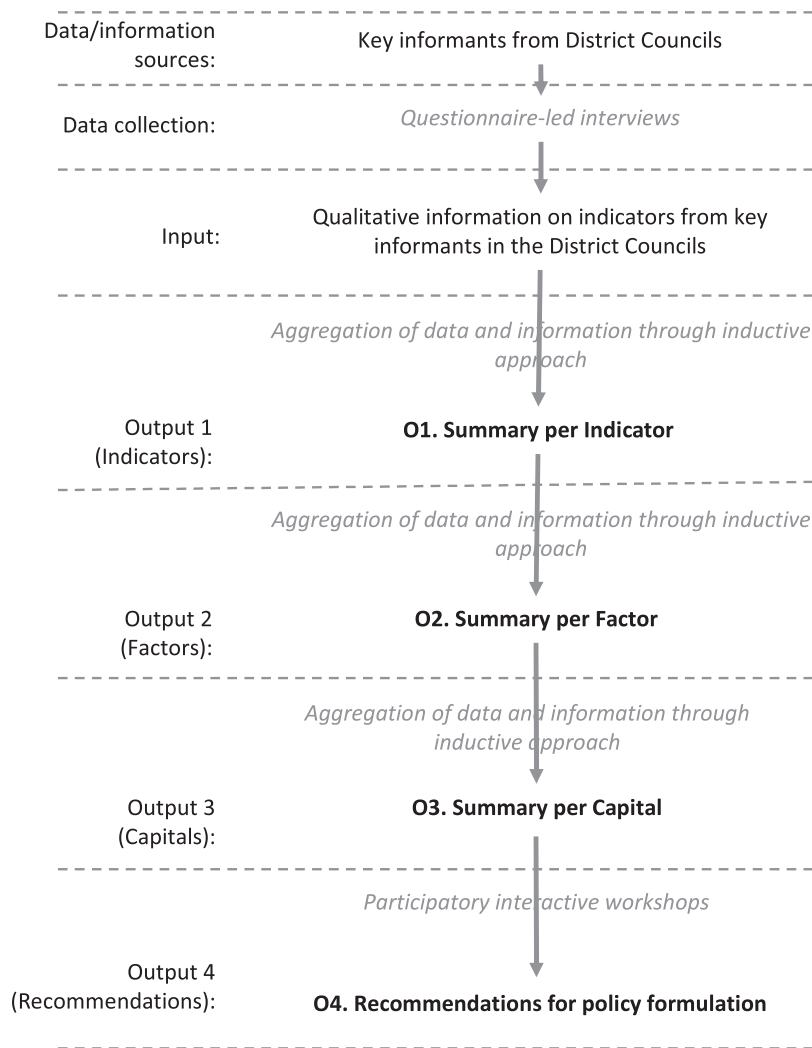 Data/information
sources:
Key informants from District Councils
Data collection:
Questionnaire-led interviews
Input:
Qualitative information on indicators from key
informants in the District Councils
Aggregation of data and information through inductive
approach
Output 1
(Indicators):
O1. Summary per Indicator
Aggregation of data and information through inductive
approach
Output 2
(Factors):
O2. Summary per Factor
Aggregation of data and information through
inductive approach
Output 3
(Capitals):
O3. Summary per Capital
Participatory interactive workshops
Output 4
(Recommendations):
O4. Recommendations for policy formulation